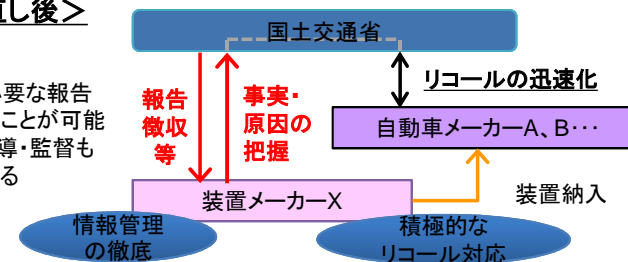 直し後＞
国土交通省
要な報告
ことが可能
導・監督も
る
報告
徴収
等
事実・
原因の
把握
リコールの迅速化
自動車メーカーA、B･･･
装置メーカーX
装置納入
情報管理
の徹底
積極的な
リコール対応